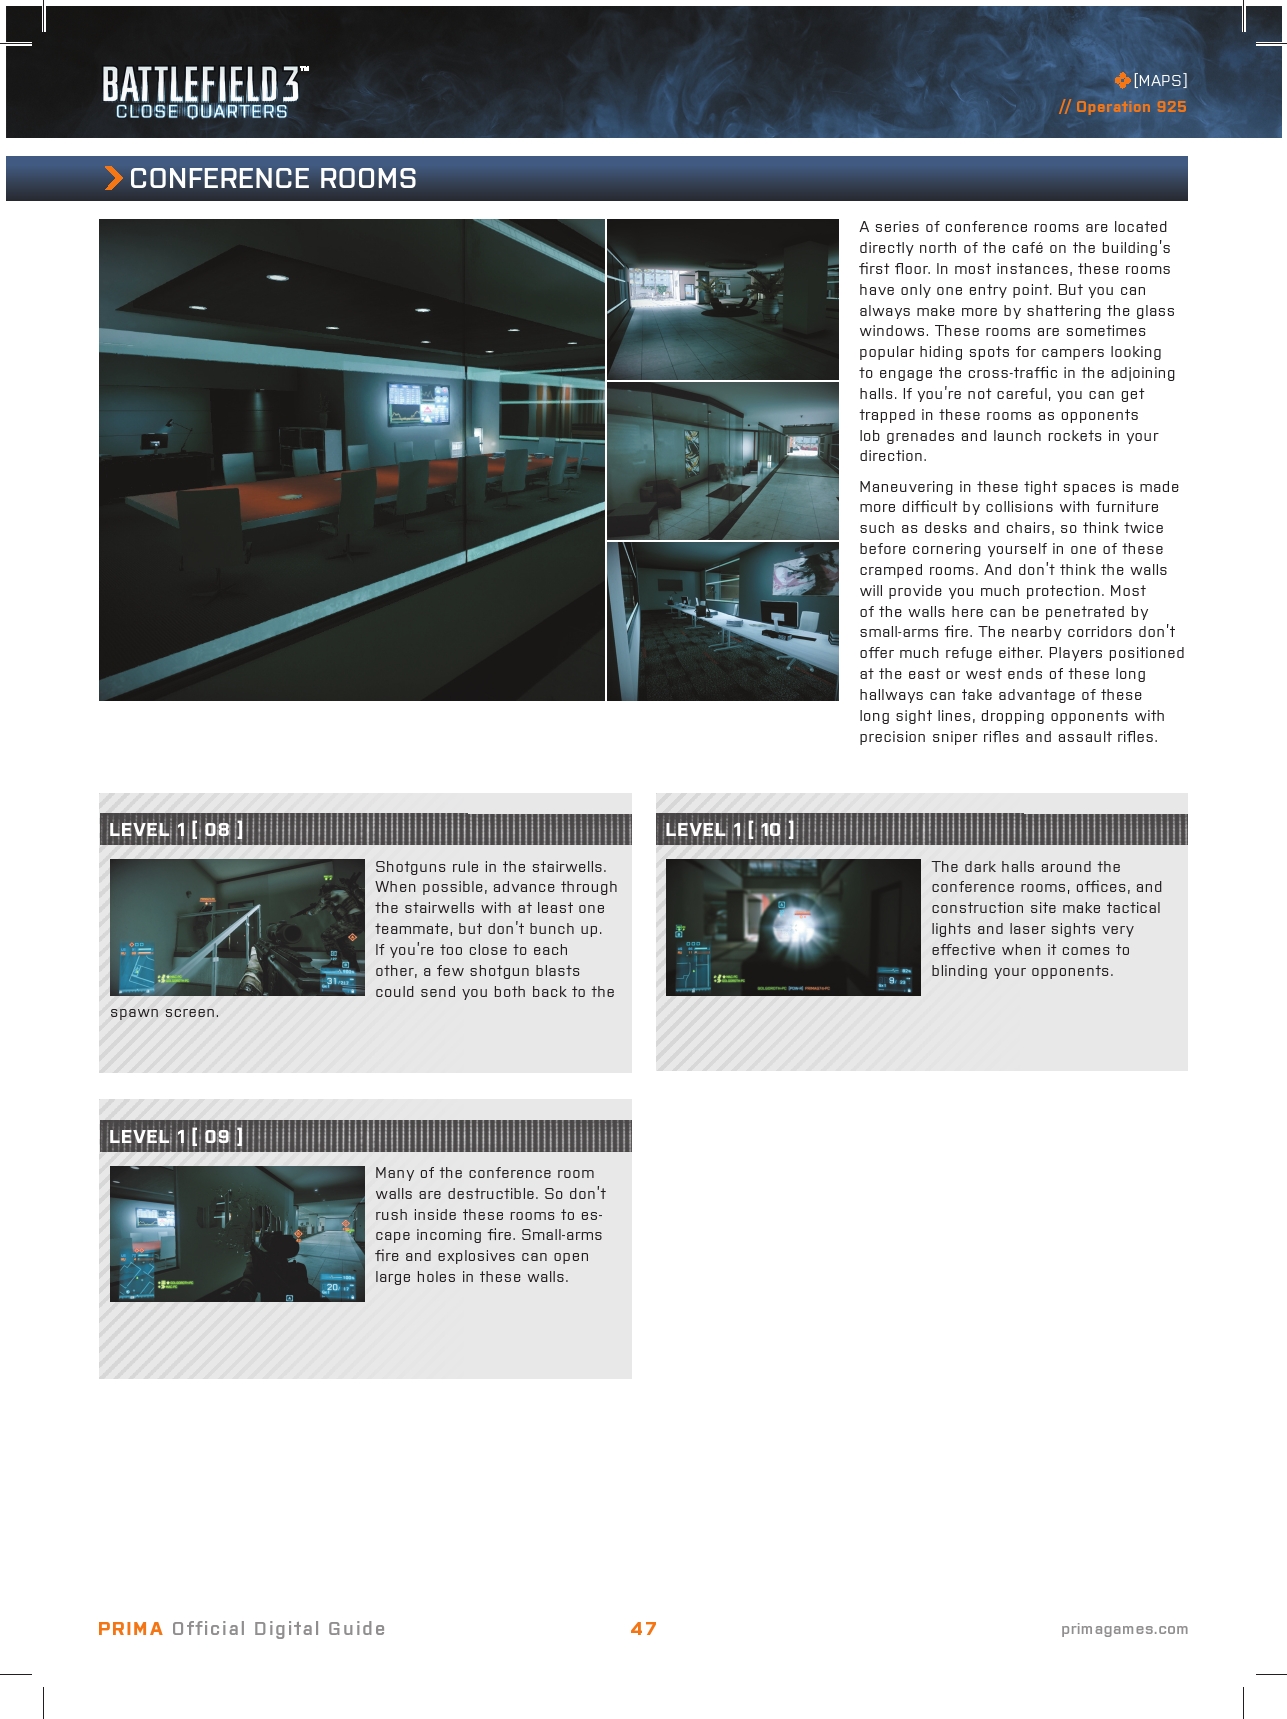 BATTLEFIELD 3™
CLOSE QUARTERS
[MAPS]
// Operation 925
CONFERENCE ROOMS
A series of conference rooms are located
directly north of the café on the building's
first floor. In most instances, these rooms
have only one entry point. But you can
always make more by shattering the glass
windows. These rooms are sometimes
popular hiding spots for campers looking
to engage the cross-traffic in the adjoining
halls. If you're not careful, you can get
trapped in these rooms as opponents
lob grenades and launch rockets in your
direction.
Maneuvering in these tight spaces is made
more difficult by collisions with furniture
such as desks and chairs, so think twice
before cornering yourself in one of these
cramped rooms. And don't think the walls
will provide you much protection. Most
of the walls here can be penetrated by
small-arms fire. The nearby corridors don't
offer much refuge either. Players positioned
at the east or west ends of these long
hallways can take advantage of these
long sight lines, dropping opponents with
precision sniper rifles and assault rifles.
LEVEL 1 [ 08 ]
Shotguns rule in the stairwells.
When possible, advance through
the stairwells with at least one
teammate, but don't bunch up.
If you're too close to each
other, a few shotgun blasts
could send you both back to the
spawn screen.
31
LEVEL 1 [ 10 ]
The dark halls around the
conference rooms, offices, and
construction site make tactical
lights and laser sights very
effective when it comes to
blinding your opponents.
9
LEVEL 1 [ 09 ]
Many of the conference room
walls are destructible. So don't
rush inside these rooms to es-
cape incoming fire. Small-arms
fire and explosives can open
large holes in these walls.
20
PRIMA Official Digital Guide
47
primagames.com